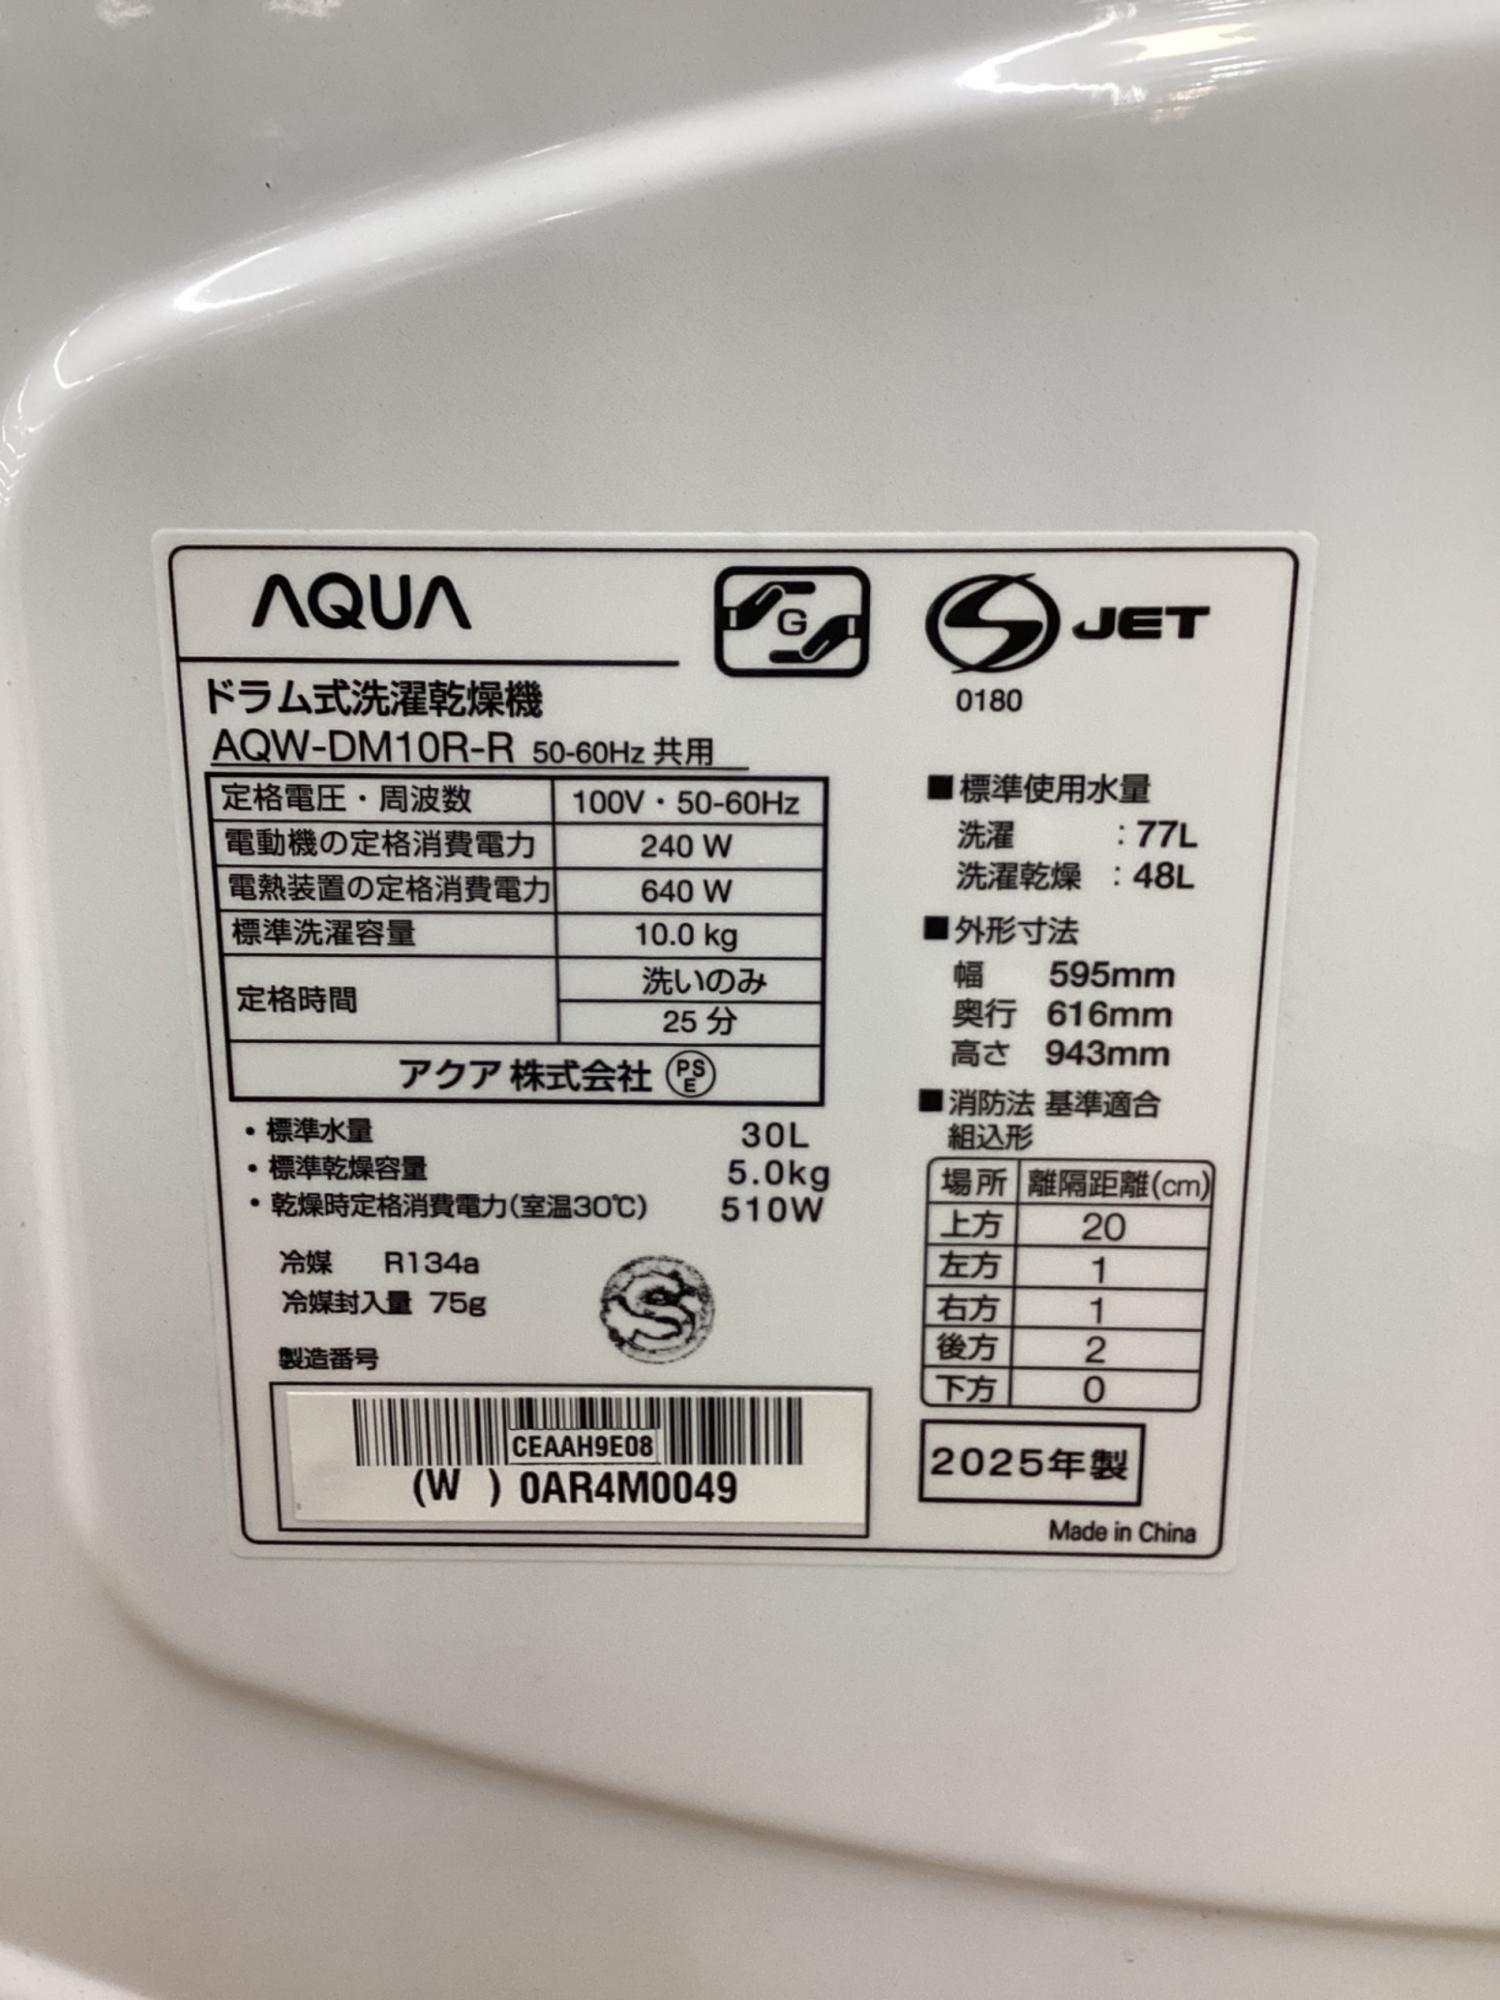 AQUA
G
S JET
0180
ドラム式洗濯乾燥機
AQW-DM10R-R 50-60Hz 共用
定格電圧・周波数 100V・50-60Hz
電動機の定格消費電力 240 W
電熱装置の定格消費電力 640 W
標準洗濯容量 10.0 kg
定格時間 洗いのみ
25 分
アクア 株式会社 PS E
・標準水量 30L
・標準乾燥容量 5.0kg
・乾燥時定格消費電力(室温30℃) 510W
冷媒 R134a
冷媒封入量 75g
S
製造番号
CEAAH9E08
(W ) 0AR4M0049
■標準使用水量
洗濯 : 77L
洗濯乾燥 : 48L
■外形寸法
幅 595mm
奥行 616mm
高さ 943mm
■消防法 基準適合
組込形
場所 離隔距離(cm)
上方 20
左方 1
右方 1
後方 2
下方 0
2025年製
Made in China